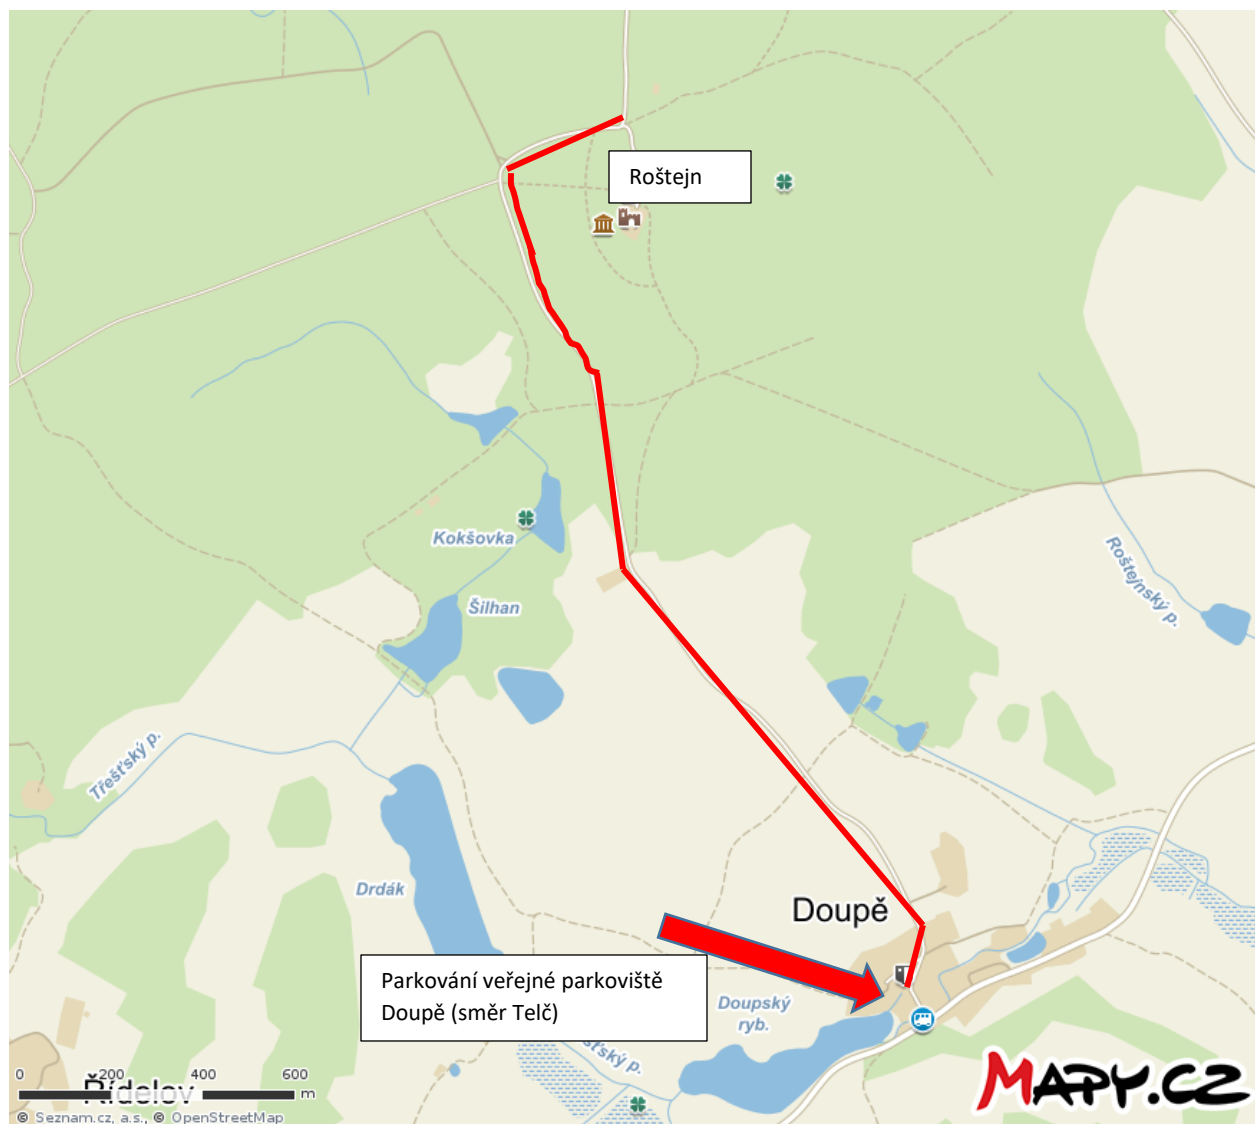 Roštejn
Kokšovka
Šilhan
Roštejnský p.
Třešťský p.
Drdák
Doupě
Parkování veřejné parkoviště
Doupě (směr Telč)
Doupský
ryb.
šťský p.
0 200 400 600
m
Řídelov
© Seznam.cz, a.s., © OpenStreetMap
MAPY.CZ